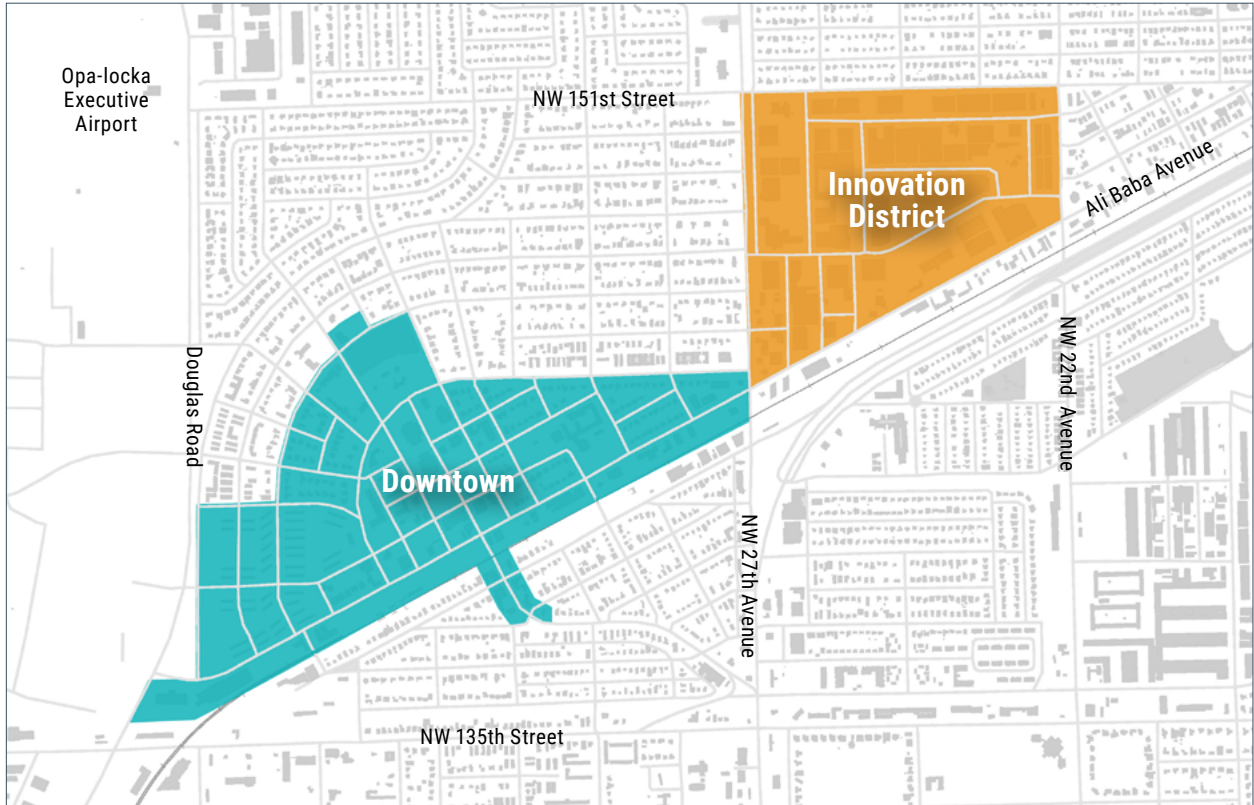 Opa-locka
Executive
Airport
NW 151st Street
Innovation
District
Ali Baba Avenue
Douglas Road
NW 22nd Avenue
Downtown
NW 27th Avenue
NW 135th Street